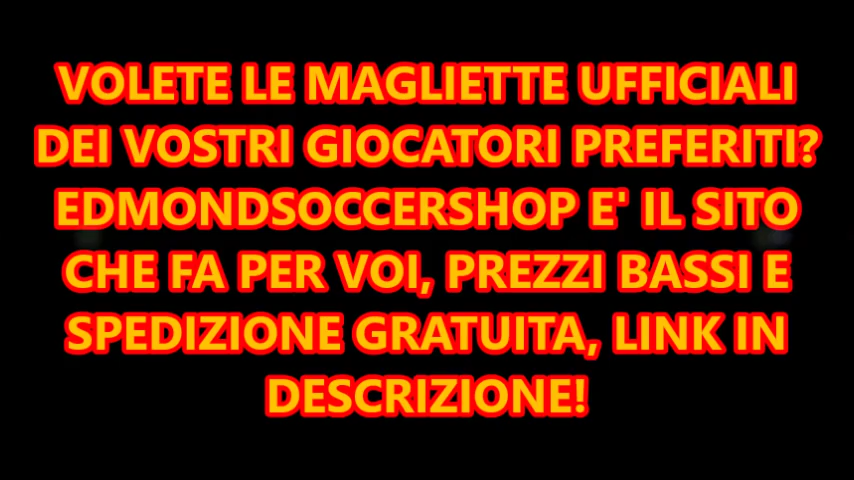 VOLETE LE MAGLIETTE UFFICIALI
DEI VOSTRI GIOCATORI PREFERITI?
EDMONDSOCCERSHOP E' IL SITO
CHE FA PER VOI, PREZZI BASSI E
SPEDIZIONE GRATUITA, LINK IN
DESCRIZIONE!